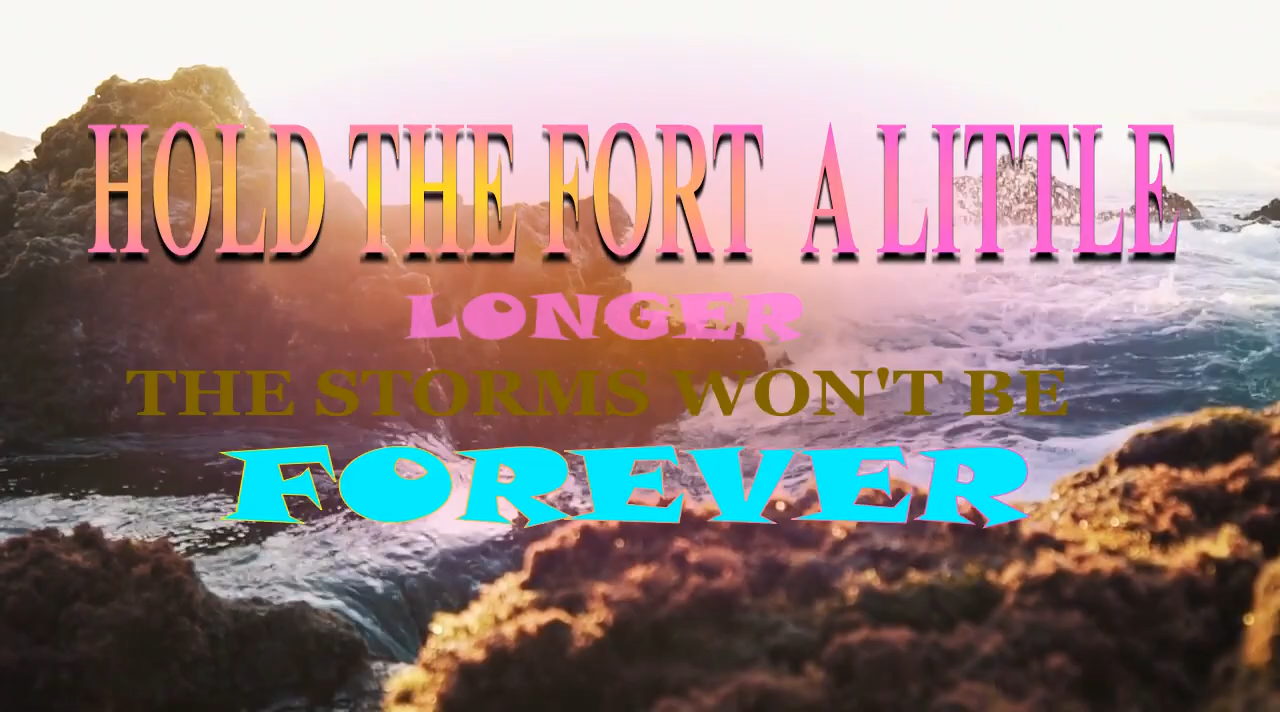 HOLD THE FORT A LITTLE
LONGER
THE STORMS WON'T BE
FOREVER